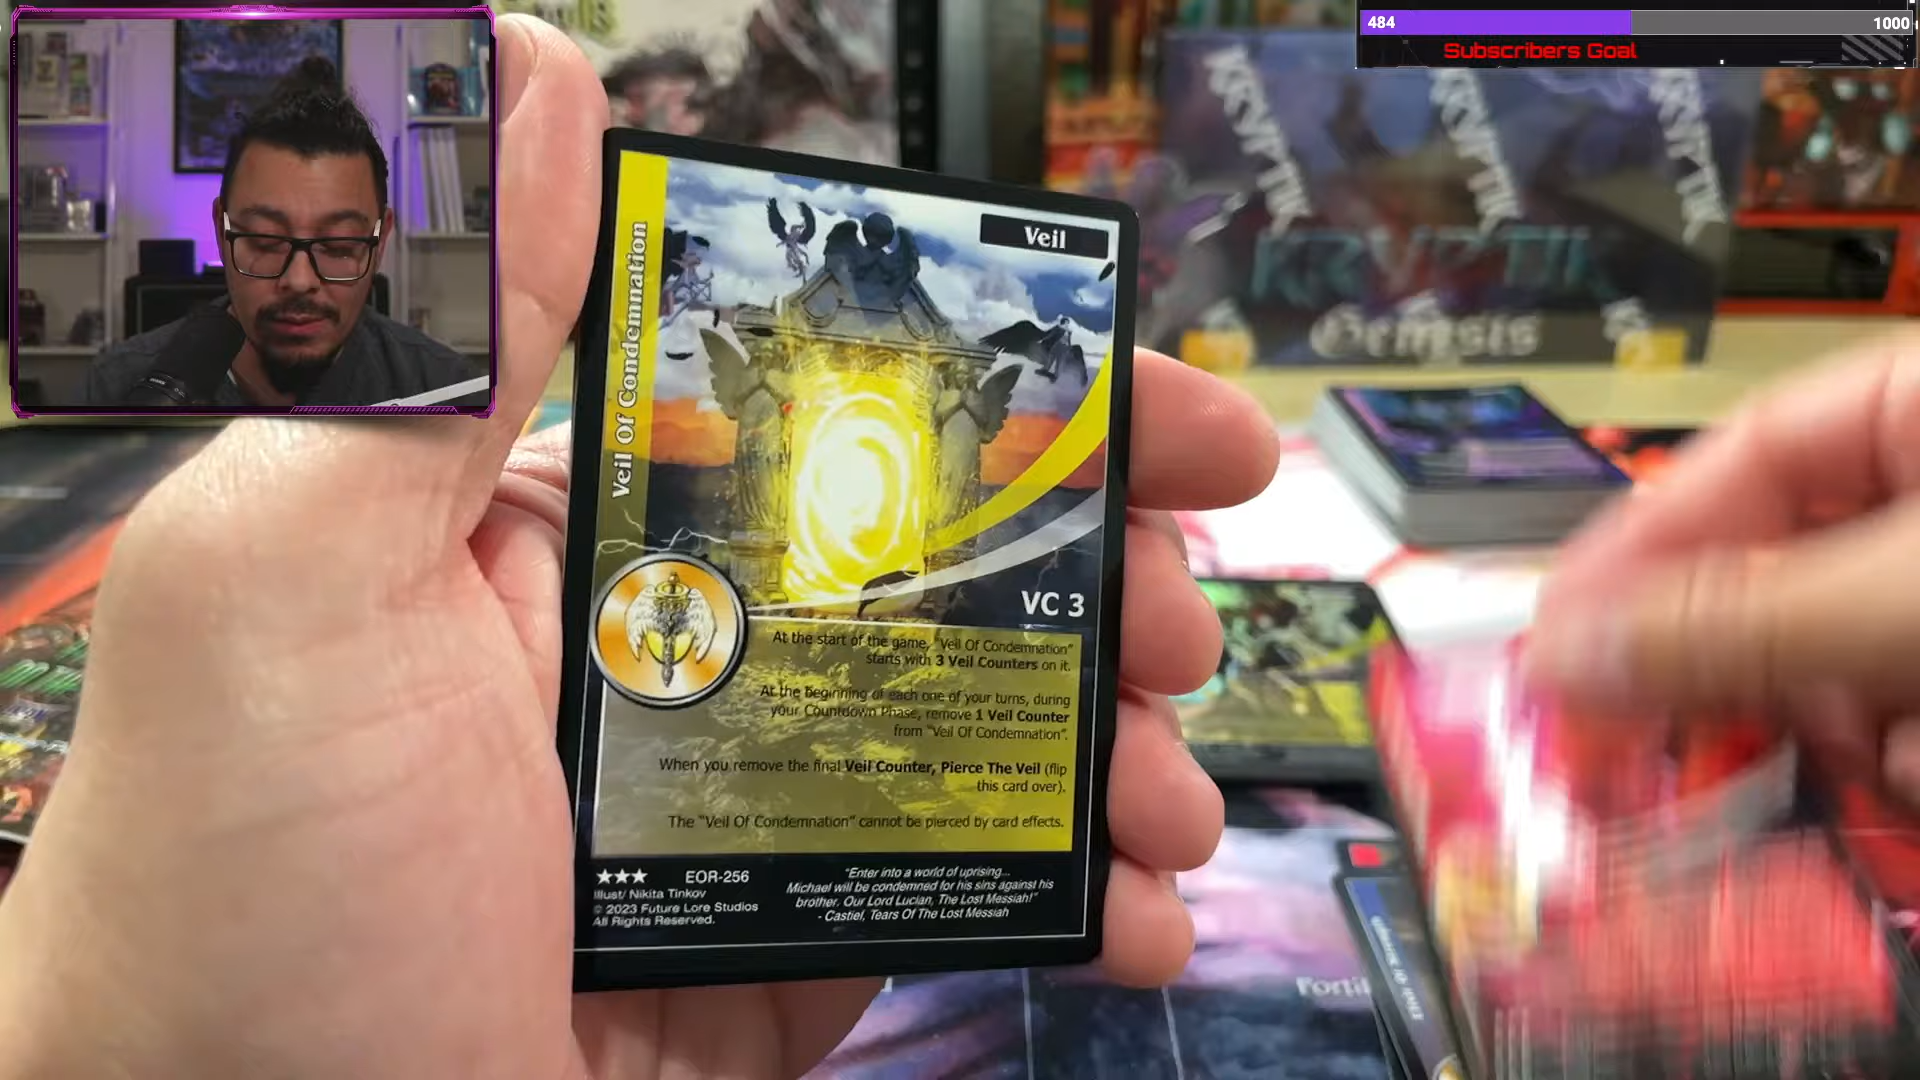 484
1000
Subscribers Goal
KRYPTIK
KRYPTIK
KRYPTIK
KRYPTIK
Genesis
Veil
Veil Of Condemnation
VC 3
At the start of the game, "Veil Of Condemnation"
starts with 3 Veil Counters on it.
At the beginning of each one of your turns, during
your Countdown Phase, remove 1 Veil Counter
from "Veil Of Condemnation".
When you remove the final Veil Counter, Pierce The Veil (flip
this card over).
The "Veil Of Condemnation" cannot be pierced by card effects.
★★★ EOR-256
Illust/ Nikita Tinkov
© 2023 Future Lore Studios
All Rights Reserved.
"Enter into a world of uprising...
Michael will be condemned for his sins against his
brother. Our Lord Lucian, The Lost Messiah!"
- Castiel, Tears Of The Lost Messiah